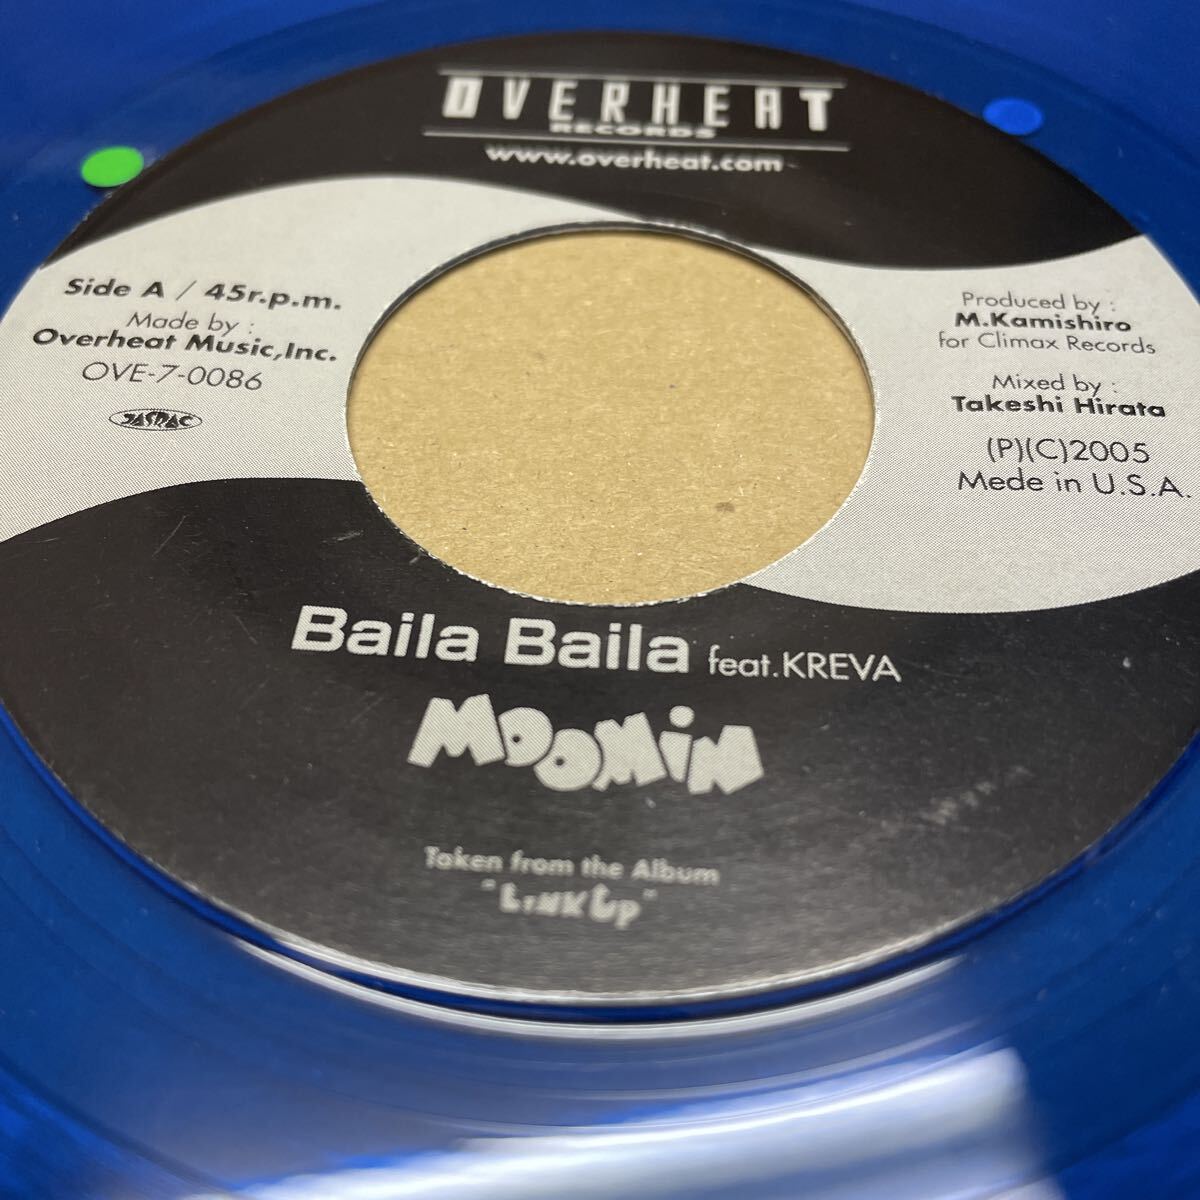 OVERHEAT
RECORDS
www.overheat.com
Side A / 45r.p.m.
Made by :
Overheat Music,Inc.
OVE-7-0086
JASRAC
Produced by :
M.Kamishiro
for Climax Records
Mixed by :
Takeshi Hirata
(P)(C)2005
Mede in U.S.A.
Baila Baila feat.KREVA
MOOMiN
Taken from the Album
"LiNK Up"